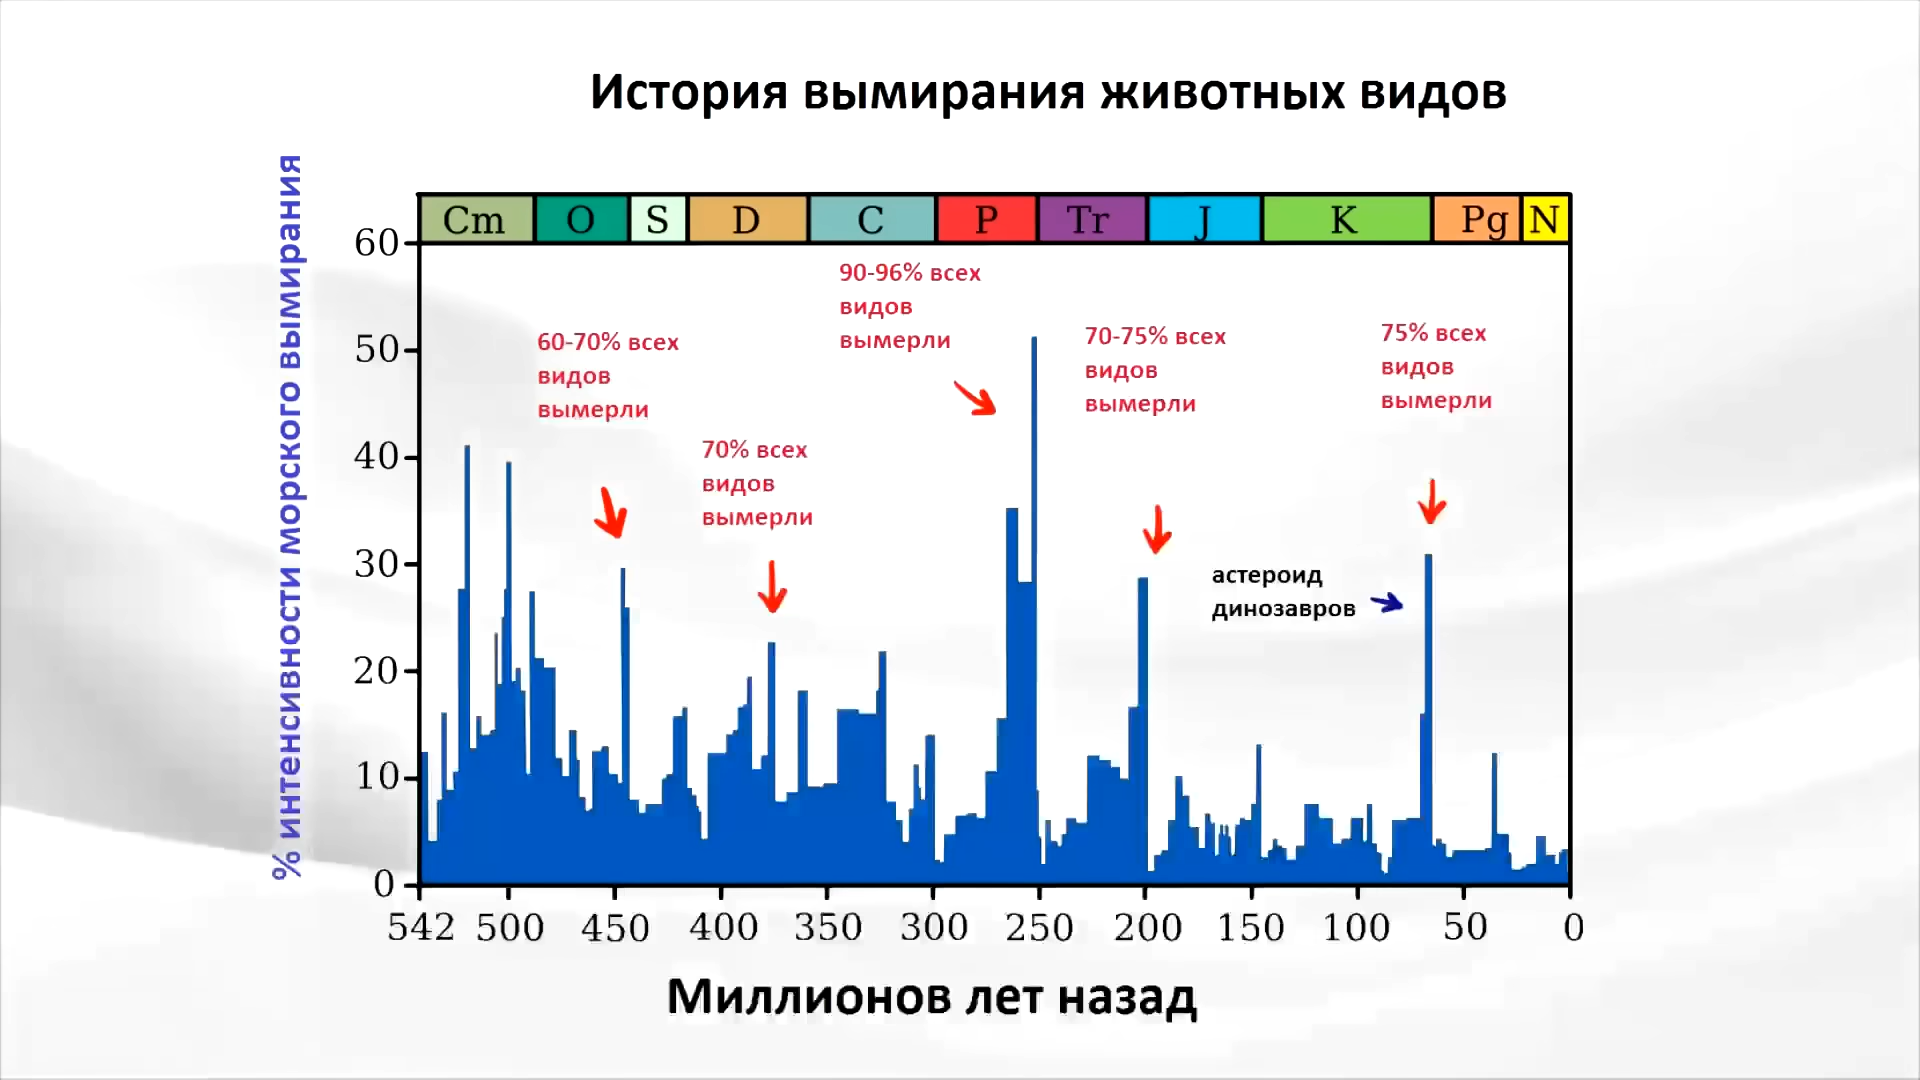 История вымирания животных видов
% интенсивности морского вымирания
Cm O S D C P Tr J K Pg N
60
50
40
30
20
10
0
60-70% всех
видов
вымерли
70% всех
видов
вымерли
90-96% всех
видов
вымерли
70-75% всех
видов
вымерли
75% всех
видов
вымерли
астероид
динозавров
542 500 450 400 350 300 250 200 150 100 50 0
Миллионов лет назад